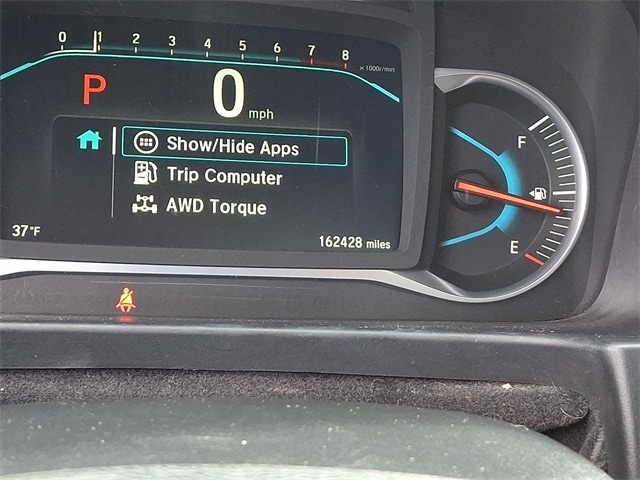 0 1 2 3 4 5 6 7 8
x 1000r/min
P 0 mph
Show/Hide Apps
Trip Computer
AWD Torque
37°F
162428 miles
F
E